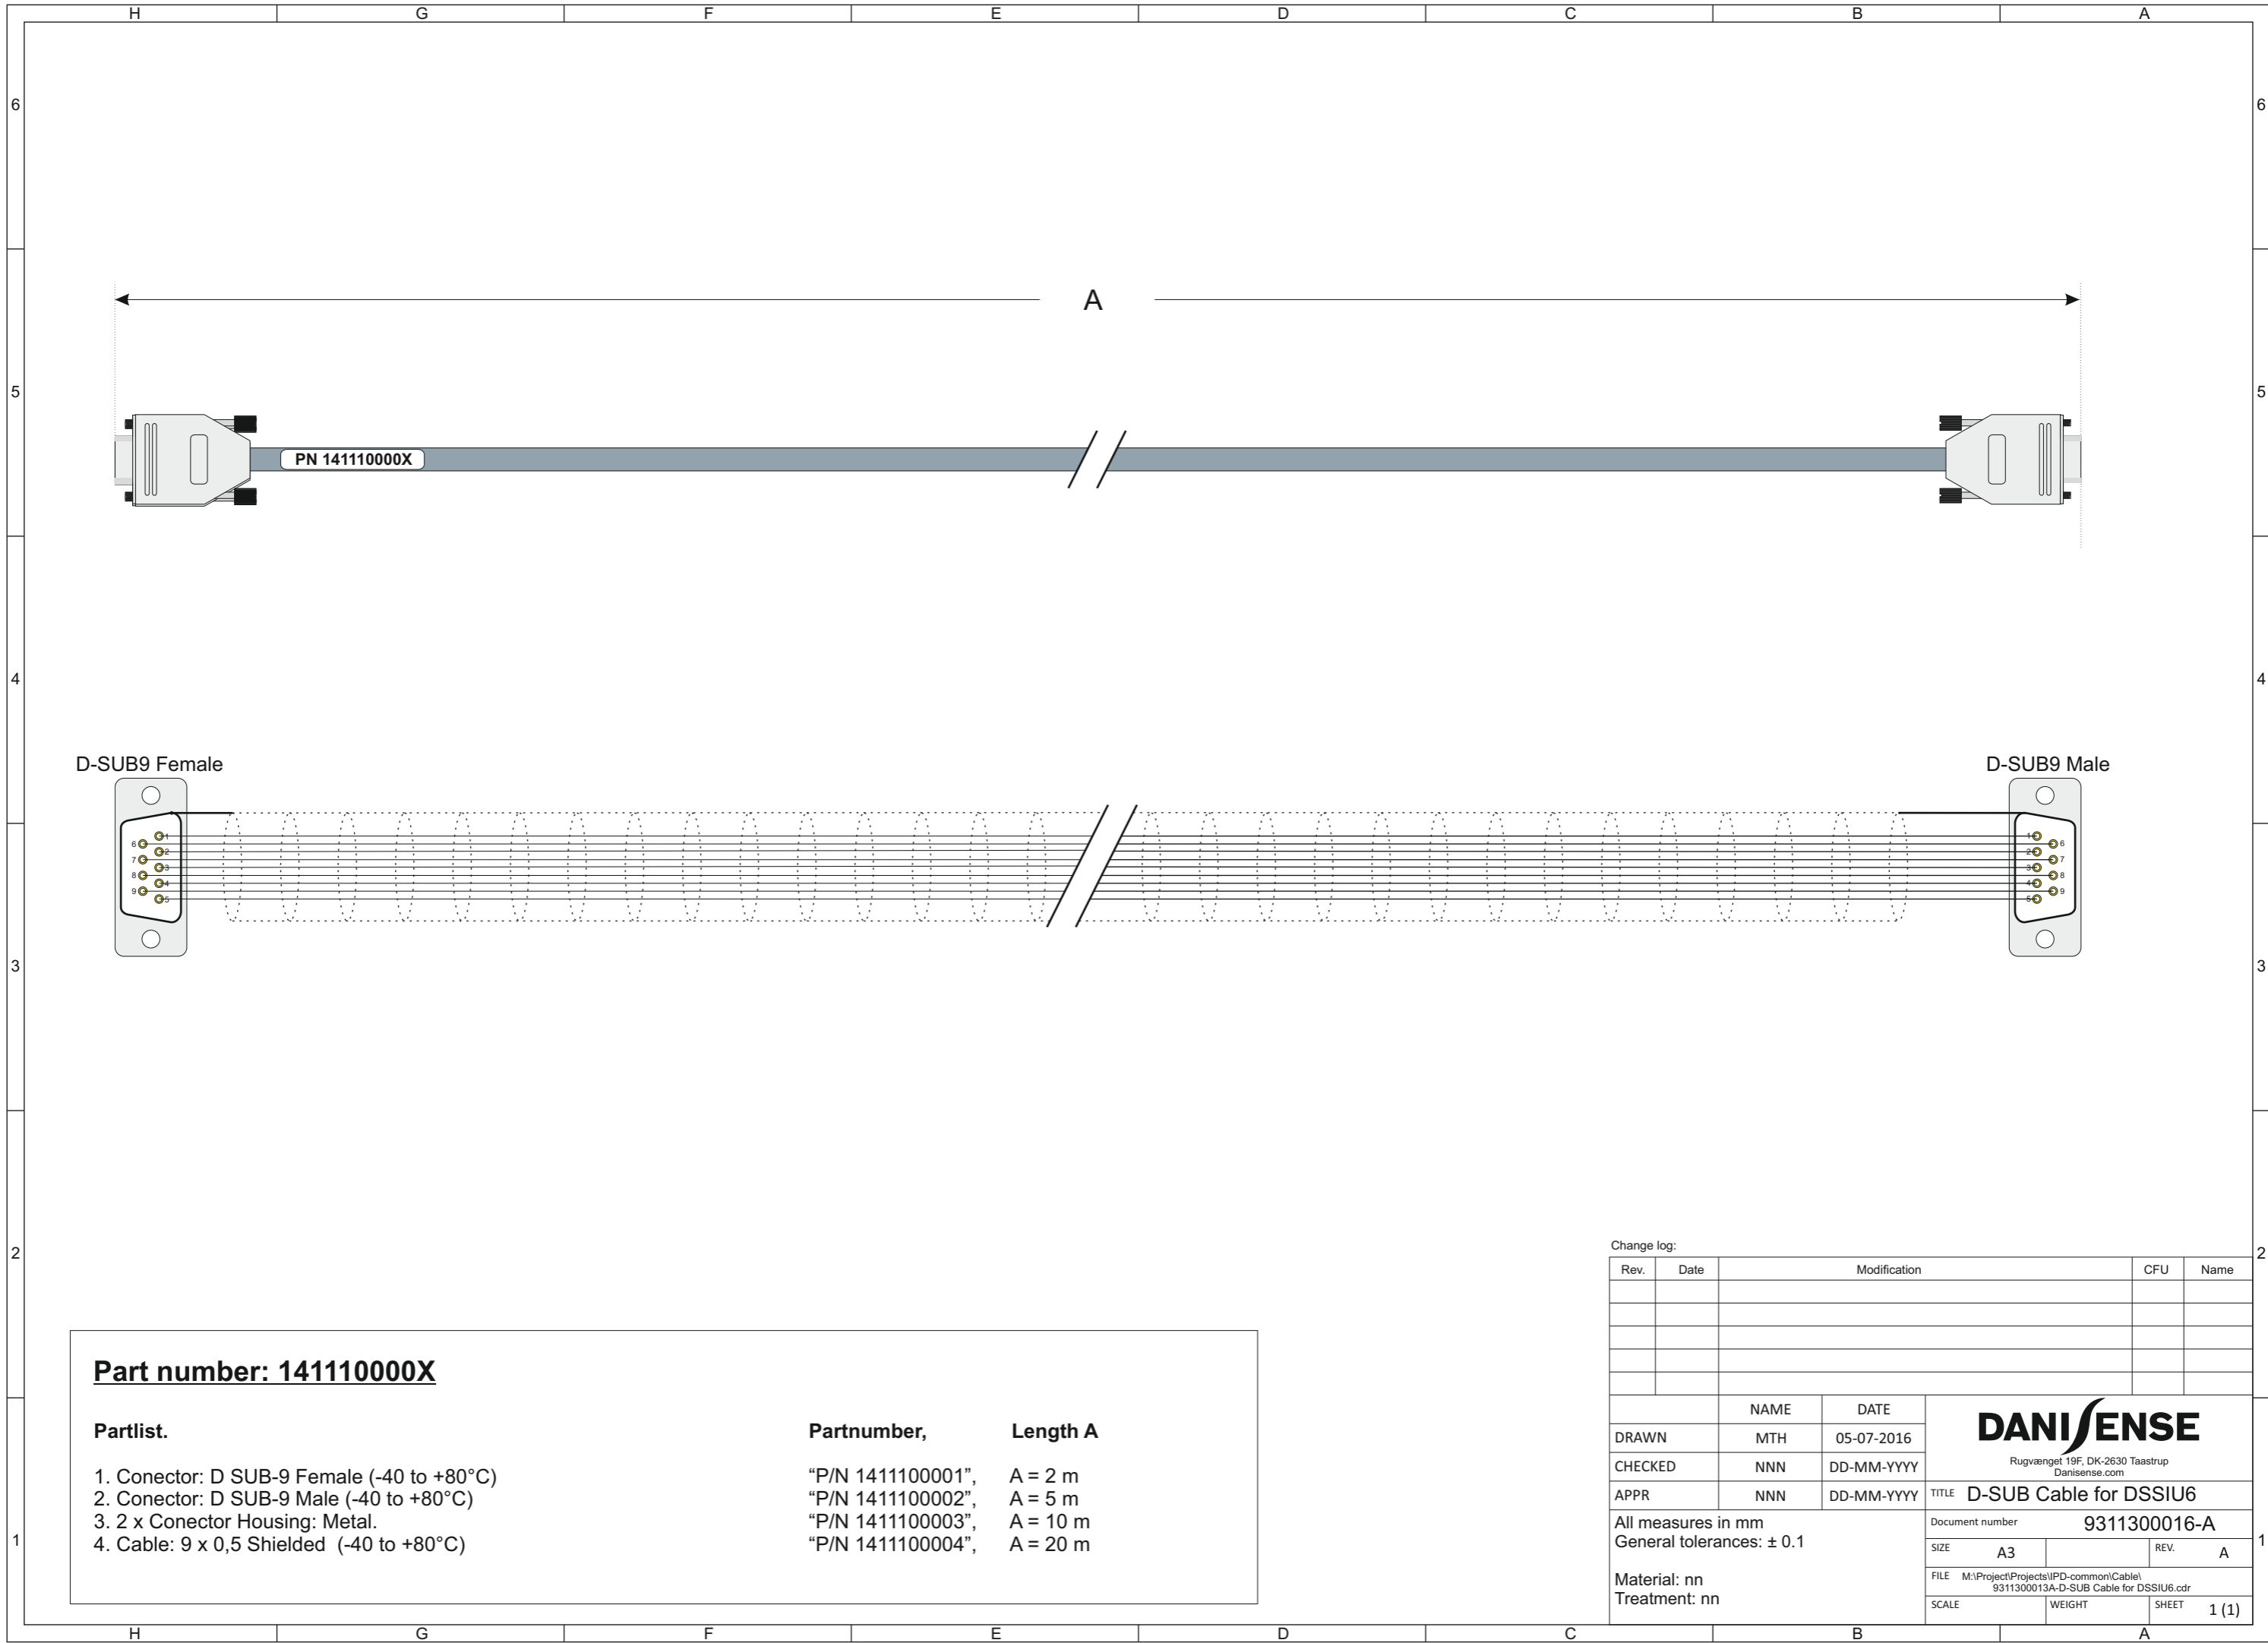 H G F E D C B A
6 6
A
5 5
PN 141110000X
4 4
D-SUB9 Female
D-SUB9 Male
1
6
2
7
3
8
4
9
5
1
6
2
7
3
8
4
9
5
3 3
2 2
Change log:
Rev. Date Modification CFU Name
Part number: 141110000X
Partlist. Partnumber, Length A
1. Conector: D SUB-9 Female (-40 to +80°C) “P/N 1411100001”, A = 2 m
2. Conector: D SUB-9 Male (-40 to +80°C) “P/N 1411100002”, A = 5 m
3. 2 x Conector Housing: Metal. “P/N 1411100003”, A = 10 m
4. Cable: 9 x 0,5 Shielded (-40 to +80°C) “P/N 1411100004”, A = 20 m
NAME DATE
DRAWN MTH 05-07-2016
CHECKED NNN DD-MM-YYYY
APPR NNN DD-MM-YYYY
DANISENSE
Rugvænget 19F, DK-2630 Taastrup
Danisense.com
TITLE D-SUB Cable for DSSIU6
All measures in mm
General tolerances: ± 0.1
Material: nn
Treatment: nn
Document number 9311300016-A
SIZE A3 REV. A
FILE M:\Project\Projects\IPD-common\Cable\
9311300013A-D-SUB Cable for DSSIU6.cdr
SCALE WEIGHT SHEET 1 (1)
1 1
H G F E D C B A